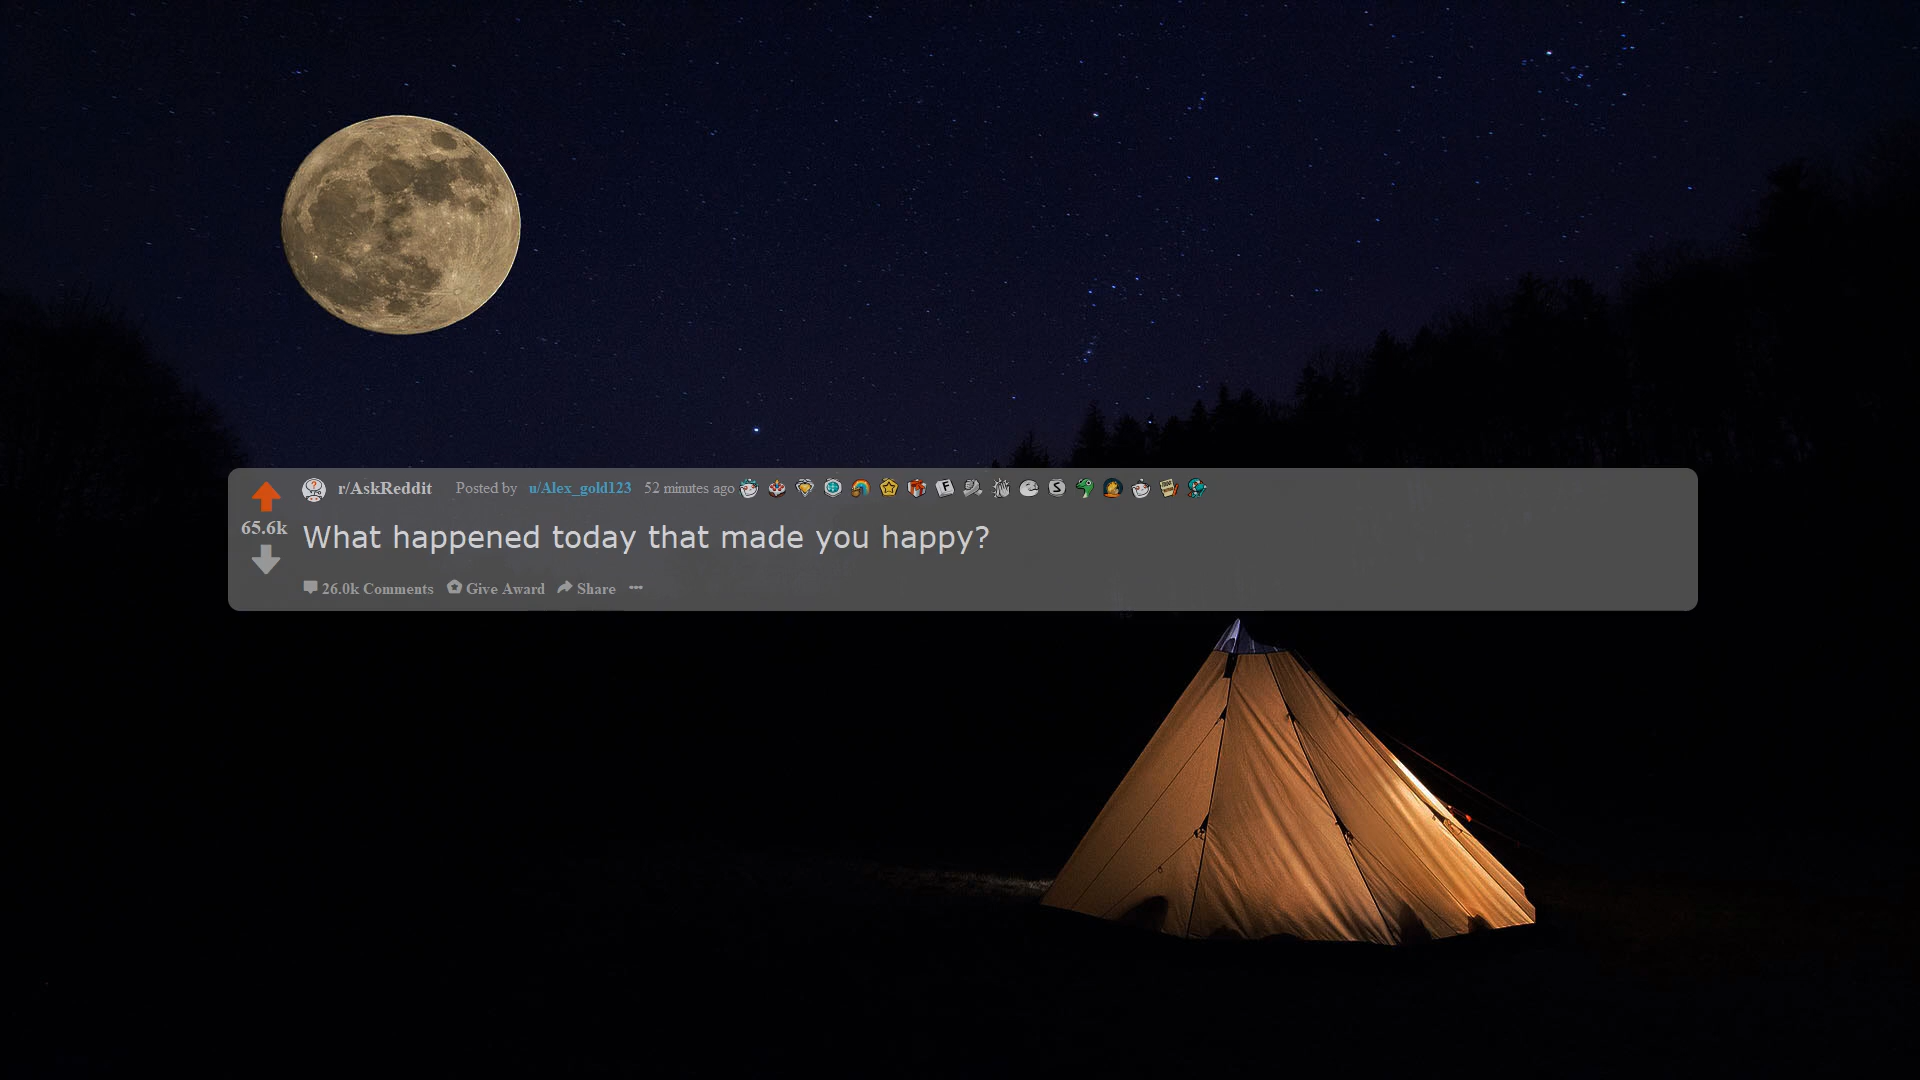 r/AskReddit Posted by u/Alex_gold123 52 minutes ago
65.6k
What happened today that made you happy?
26.0k Comments Give Award Share ...